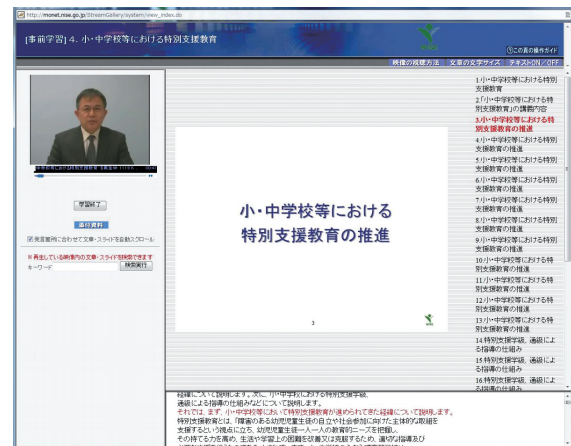 http://monet.nise.go.jp/StreamGallery/system/view_index.do
[事前学習] 4. 小・中学校等における特別支援教育
?この頁の操作ガイド
映像の視聴方法 文章の文字サイズ テキストON/OFF
学習終了
添付資料
発言箇所に合わせて文章・スライドを自動スクロール
※再生している映像内の文章・スライドを検索できます
キーワード
検索実行
小・中学校等における
特別支援教育の推進
3
1.小・中学校等における特別
支援教育
2.「小・中学校等における特
別支援教育」の講義内容
3.小・中学校等における特
別支援教育の推進
4.小・中学校等における特別
支援教育の推進
5.小・中学校等における特別
支援教育の推進
6.小・中学校等における特別
支援教育の推進
7.小・中学校等における特別
支援教育の推進
8.小・中学校等における特別
支援教育の推進
9.小・中学校等における特別
支援教育の推進
10.小・中学校等における特
別支援教育の推進
11.小・中学校等における特
別支援教育の推進
12.小・中学校等における特
別支援教育の推進
13.小・中学校等における特
別支援教育の推進
14.特別支援学級、通級によ
る指導の仕組み
15.特別支援学級、通級によ
る指導の仕組み
16.特別支援学級、通級によ
経緯について説明します。次に、小・中学校における特別支援学級、
通級による指導の仕組みなどについて説明します。
それでは、まず、小・中学校等において特別支援教育が進められてきた経緯について説明します。
特別支援教育とは、「障害のある幼児児童生徒の自立や社会参加に向けた主体的な取組を
支援するという視点に立ち、幼児児童生徒一人一人の教育的ニーズを把握し、
その持てる力を高め、生活や学習上の困難を改善又は克服するため、適切な指導及び